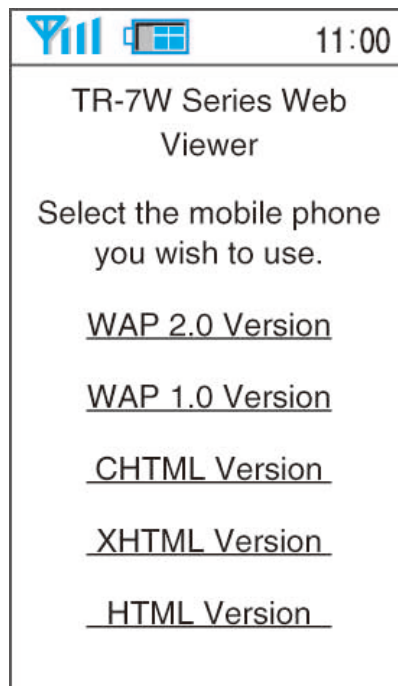 11:00
TR-7W Series Web
Viewer
Select the mobile phone
you wish to use.
WAP 2.0 Version
WAP 1.0 Version
CHTML Version
XHTML Version
HTML Version